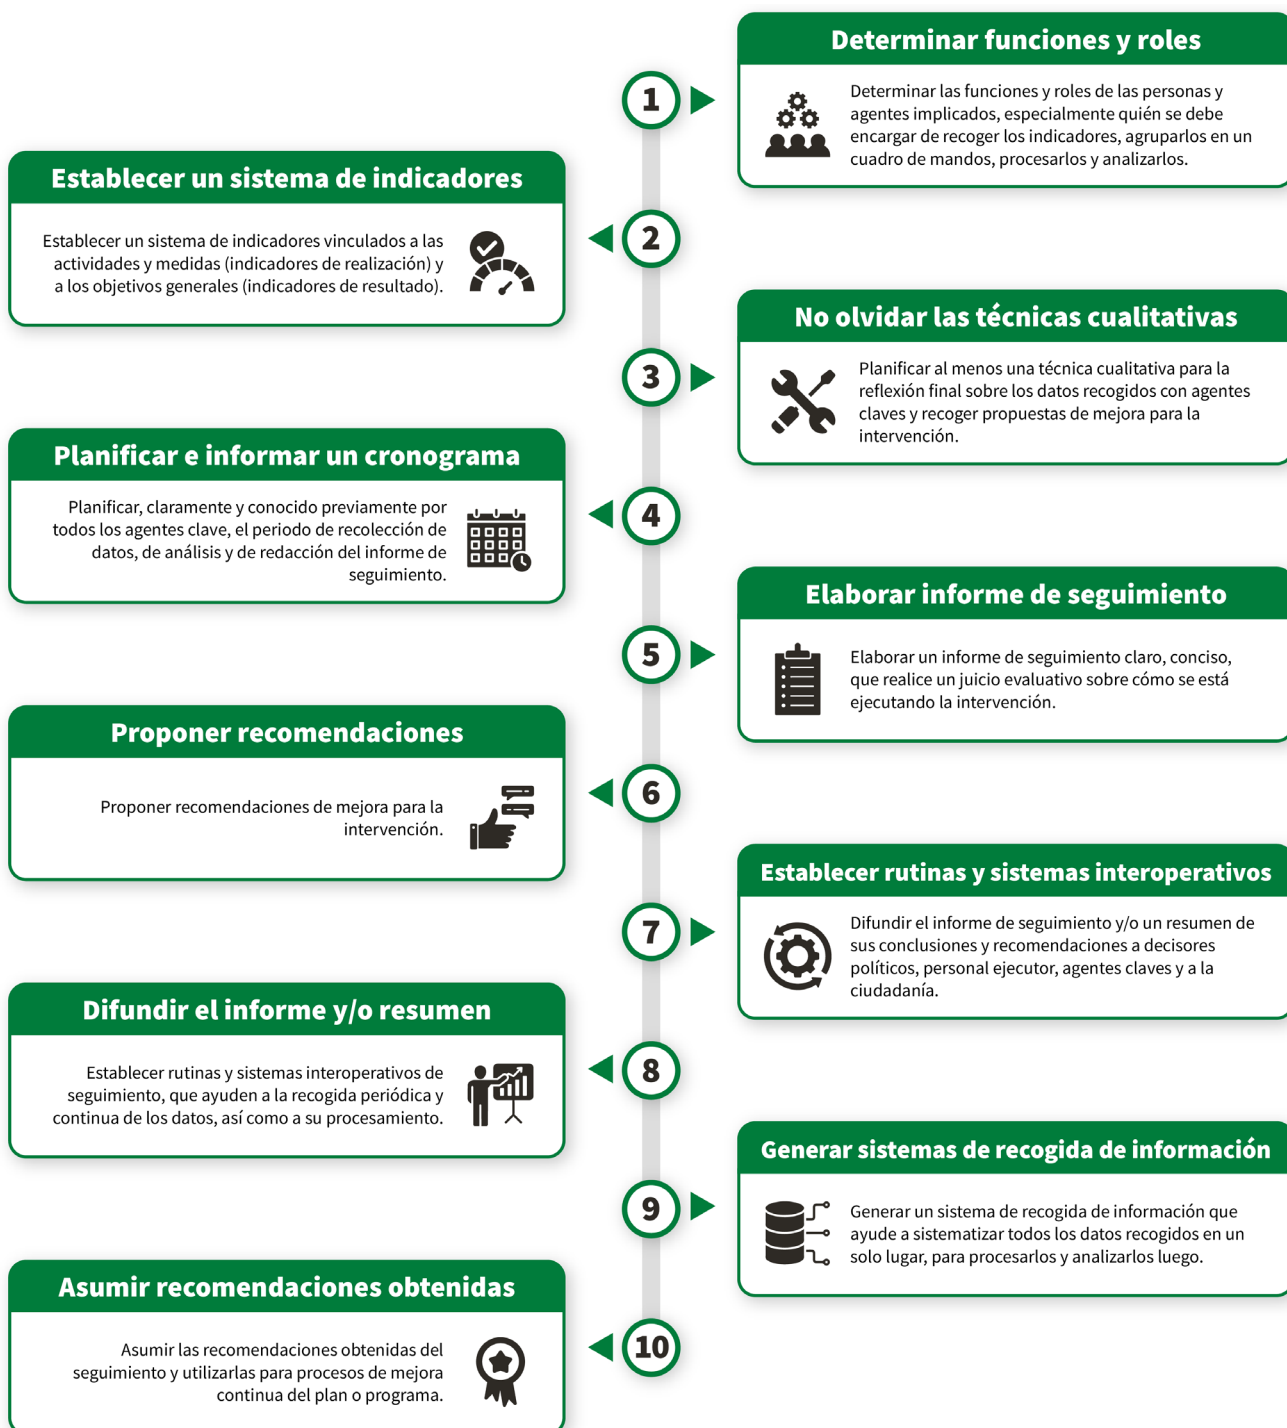 Determinar funciones y roles
1
Determinar las funciones y roles de las personas y
agentes implicados, especialmente quién se debe
encargar de recoger los indicadores, agruparlos en un
cuadro de mandos, procesarlos y analizarlos.
Establecer un sistema de indicadores
2
Establecer un sistema de indicadores vinculados a las
actividades y medidas (indicadores de realización) y
a los objetivos generales (indicadores de resultado).
No olvidar las técnicas cualitativas
3
Planificar al menos una técnica cualitativa para la
reflexión final sobre los datos recogidos con agentes
claves y recoger propuestas de mejora para la
intervención.
Planificar e informar un cronograma
4
Planificar, claramente y conocido previamente por
todos los agentes clave, el periodo de recolección de
datos, de análisis y de redacción del informe de
seguimiento.
Elaborar informe de seguimiento
5
Elaborar un informe de seguimiento claro, conciso,
que realice un juicio evaluativo sobre cómo se está
ejecutando la intervención.
Proponer recomendaciones
6
Proponer recomendaciones de mejora para la
intervención.
Establecer rutinas y sistemas interoperativos
7
Difundir el informe de seguimiento y/o un resumen de
sus conclusiones y recomendaciones a decisores
políticos, personal ejecutor, agentes claves y a la
ciudadanía.
Difundir el informe y/o resumen
8
Establecer rutinas y sistemas interoperativos de
seguimiento, que ayuden a la recogida periódica y
continua de los datos, así como a su procesamiento.
Generar sistemas de recogida de información
9
Generar un sistema de recogida de información que
ayude a sistematizar todos los datos recogidos en un
solo lugar, para procesarlos y analizarlos luego.
Asumir recomendaciones obtenidas
10
Asumir las recomendaciones obtenidas del
seguimiento y utilizarlas para procesos de mejora
continua del plan o programa.